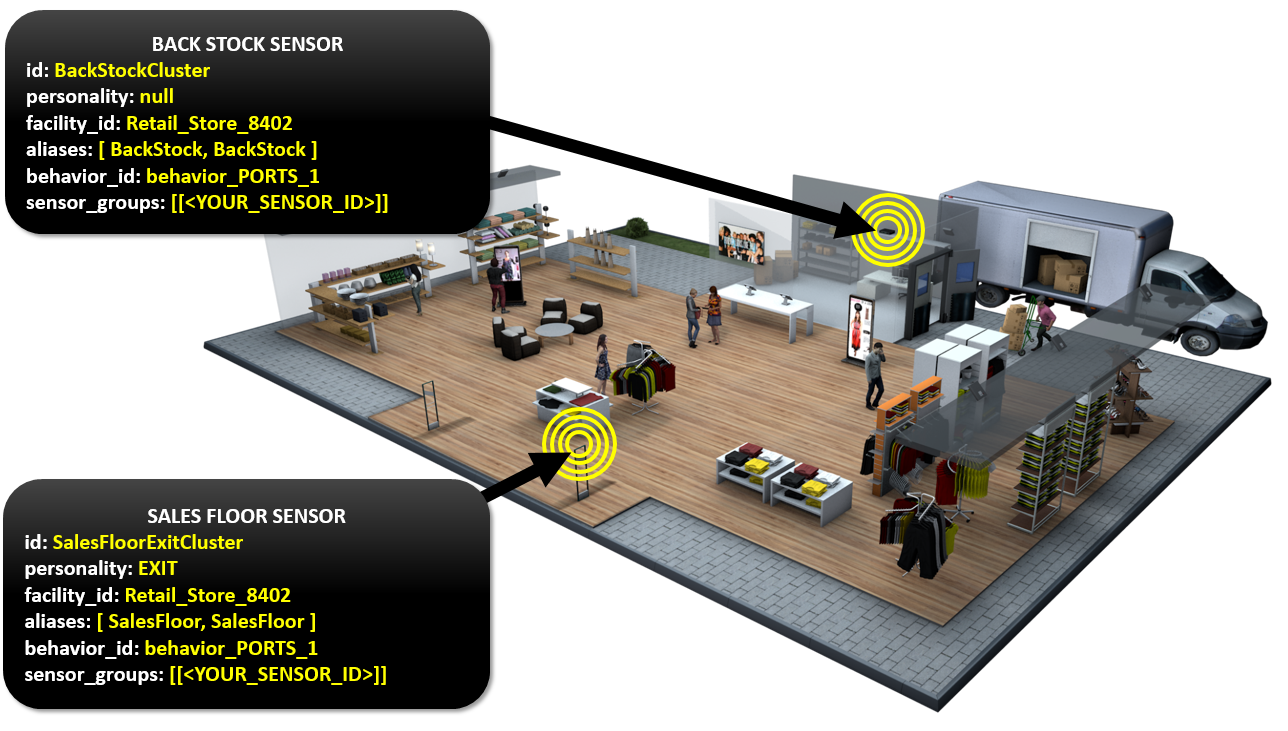 BACK STOCK SENSOR
id: BackStockCluster
personality: null
facility_id: Retail_Store_8402
aliases: [ BackStock, BackStock ]
behavior_id: behavior_PORTS_1
sensor_groups: [[<YOUR_SENSOR_ID>]]
SALES FLOOR SENSOR
id: SalesFloorExitCluster
personality: EXIT
facility_id: Retail_Store_8402
aliases: [ SalesFloor, SalesFloor ]
behavior_id: behavior_PORTS_1
sensor_groups: [[<YOUR_SENSOR_ID>]]